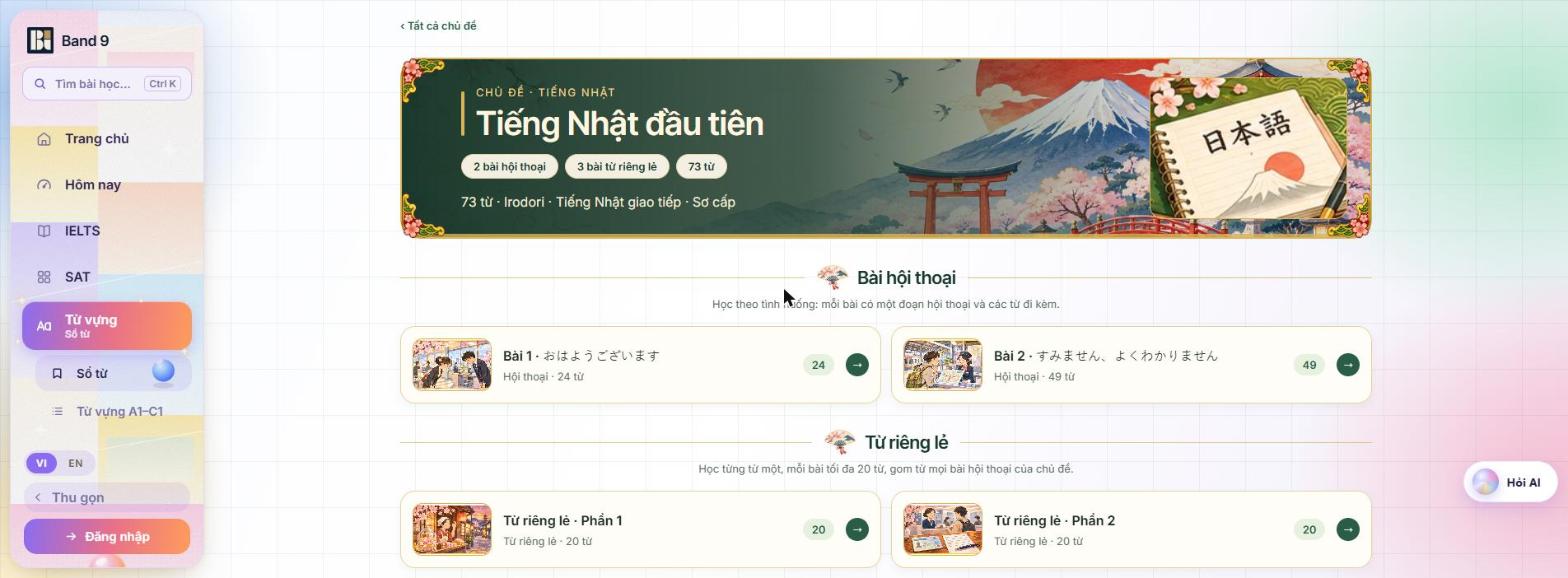 Band 9
Tìm bài học... Ctrl K
Trang chủ
Hôm nay
IELTS
SAT
Từ vựng
Sổ từ
Sổ từ
Từ vựng A1–C1
VI EN
Thu gọn
Đăng nhập
‹ Tất cả chủ đề
CHỦ ĐỀ · TIẾNG NHẬT
Tiếng Nhật đầu tiên
2 bài hội thoại 3 bài từ riêng lẻ 73 từ
73 từ · Irodori · Tiếng Nhật giao tiếp · Sơ cấp
日本語
Bài hội thoại
Học theo tình huống: mỗi bài có một đoạn hội thoại và các từ đi kèm.
Bài 1 · おはようございます
Hội thoại · 24 từ
24 →
Bài 2 · すみません、よくわかりません
Hội thoại · 49 từ
49 →
Từ riêng lẻ
Học từng từ một, mỗi bài tối đa 20 từ, gom từ mọi bài hội thoại của chủ đề.
Từ riêng lẻ · Phần 1
Từ riêng lẻ · 20 từ
20 →
Từ riêng lẻ · Phần 2
Từ riêng lẻ · 20 từ
20 →
Hỏi AI